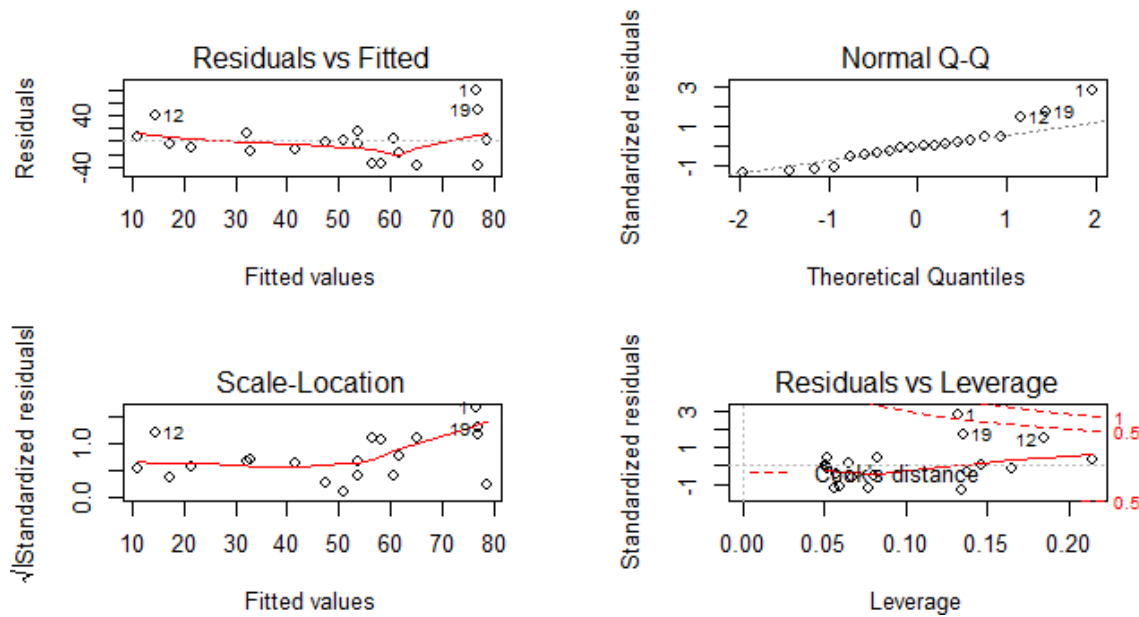 Residuals vs Fitted
Residuals
-40
40
12
1
19
10 20 30 40 50 60 70 80
Fitted values
Normal Q-Q
Standardized residuals
-1 1 3
1
12
19
-2 -1 0 1 2
Theoretical Quantiles
Scale-Location
√|Standardized residuals|
0.0 1.0
12
1
19
10 20 30 40 50 60 70 80
Fitted values
Residuals vs Leverage
Standardized residuals
-1 1 3
1
19
12
Cook's distance
1
0.5
0.5
0.00 0.05 0.10 0.15 0.20
Leverage